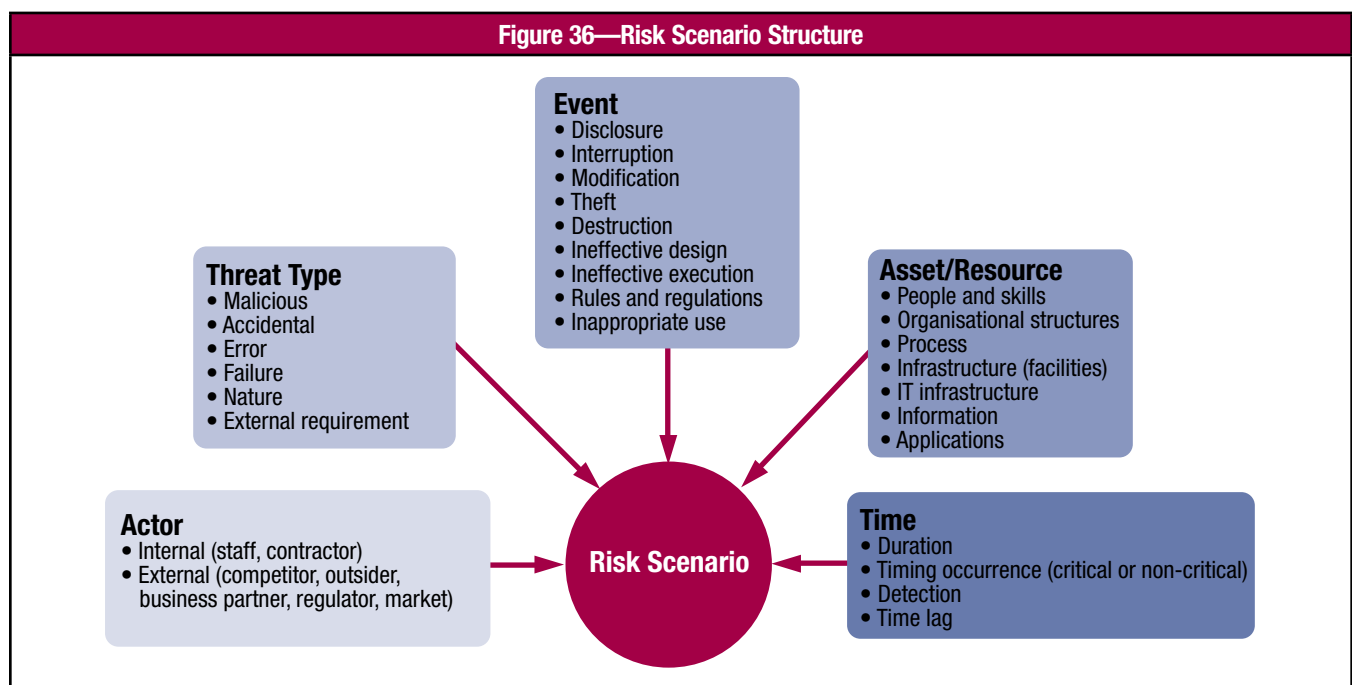 Figure 36—Risk Scenario Structure
Event
• Disclosure
• Interruption
• Modification
• Theft
• Destruction
• Ineffective design
• Ineffective execution
• Rules and regulations
• Inappropriate use
Threat Type
• Malicious
• Accidental
• Error
• Failure
• Nature
• External requirement
Asset/Resource
• People and skills
• Organisational structures
• Process
• Infrastructure (facilities)
• IT infrastructure
• Information
• Applications
Actor
• Internal (staff, contractor)
• External (competitor, outsider,
business partner, regulator, market)
Risk Scenario
Time
• Duration
• Timing occurrence (critical or non-critical)
• Detection
• Time lag